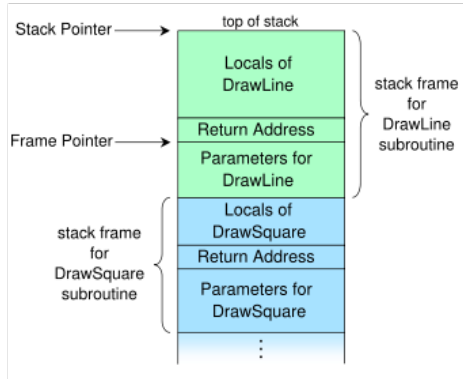 top of stack
Stack Pointer
Locals of
DrawLine
stack frame
for
DrawLine
subroutine
Return Address
Frame Pointer
Parameters for
DrawLine
Locals of
DrawSquare
stack frame
for
DrawSquare
subroutine
Return Address
Parameters for
DrawSquare
⋮